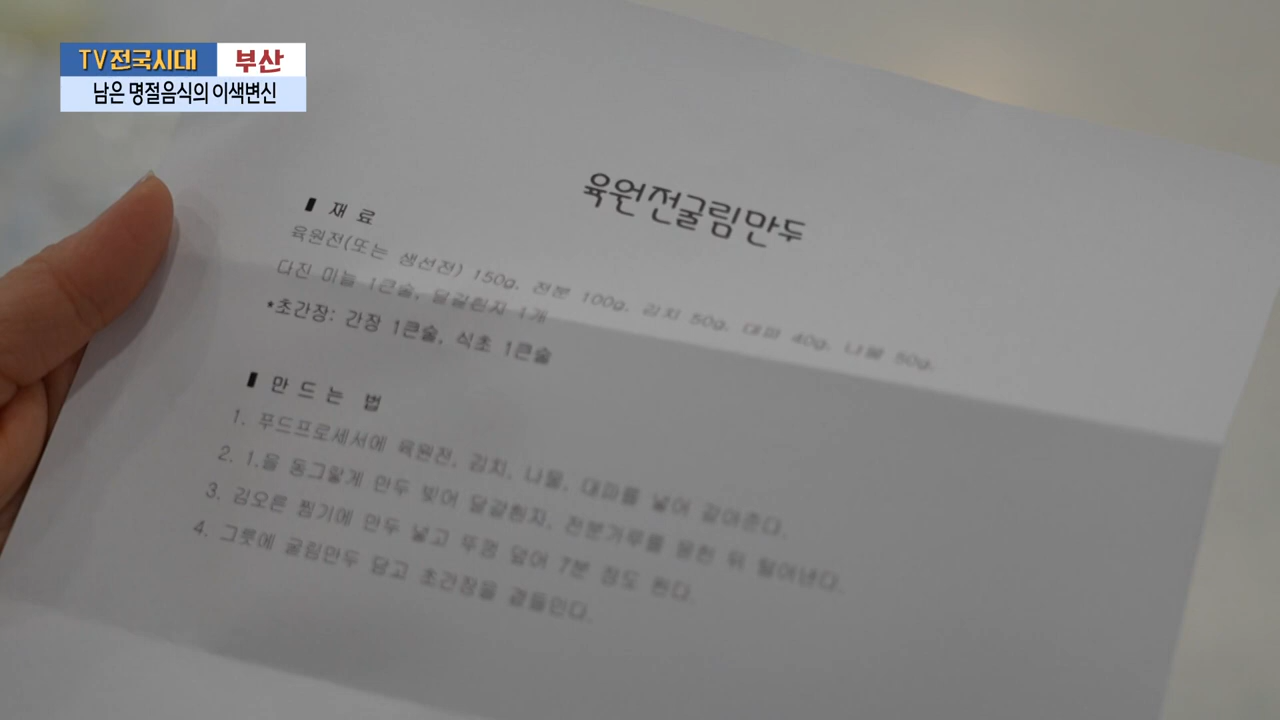 TV전국시대 부산
남은 명절음식의 이색변신
육원전굴림만두
▮ 재 료
육원전(또는 생선전) 150g, 전분 100g, 김치 50g, 대파 40g, 나물 50g,
다진 마늘 1큰술, 달걀흰자 1개
*초간장: 간장 1큰술, 식초 1큰술
▮ 만 드 는 법
1. 푸드프로세서에 육원전, 김치, 나물, 대파를 넣어 갈아준다.
2. 1.을 동그랗게 만두 빚어 달걀흰자, 전분가루를 묻힌 뒤 털어낸다.
3. 김오른 찜기에 만두 넣고 뚜껑 덮어 7분 정도 찐다.
4. 그릇에 굴림만두 담고 초간장을 곁들인다.